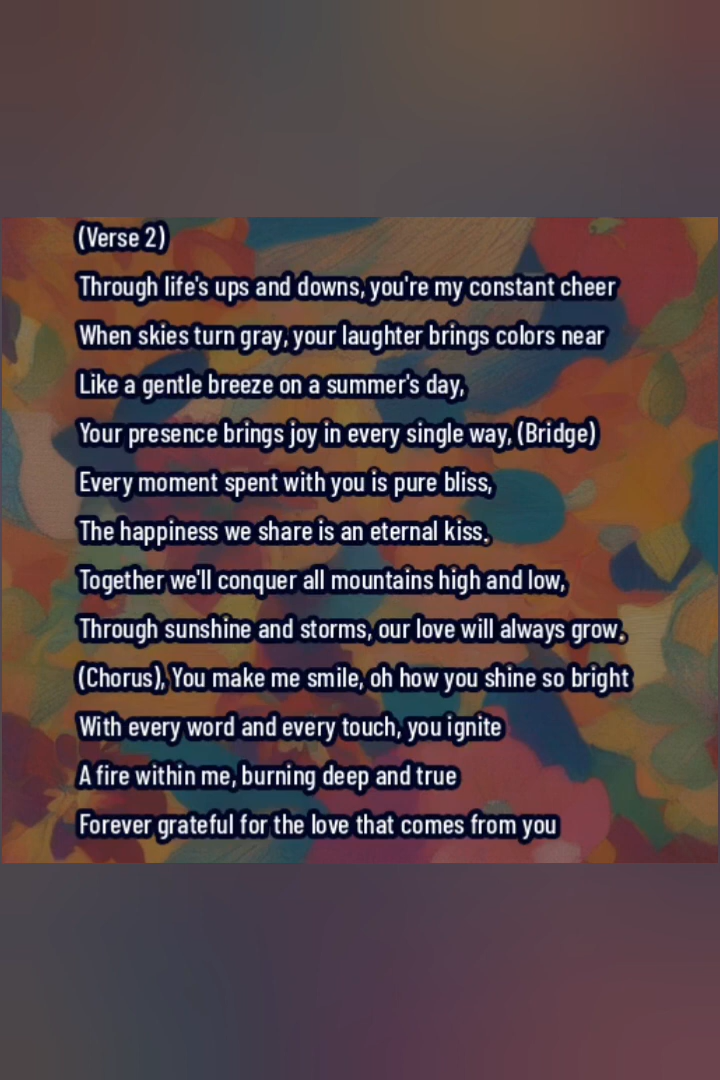 (Verse 2)
Through life's ups and downs, you're my constant cheer
When skies turn gray, your laughter brings colors near
Like a gentle breeze on a summer's day,
Your presence brings joy in every single way, (Bridge)
Every moment spent with you is pure bliss,
The happiness we share is an eternal kiss.
Together we'll conquer all mountains high and low,
Through sunshine and storms, our love will always grow.
(Chorus), You make me smile, oh how you shine so bright
With every word and every touch, you ignite
A fire within me, burning deep and true
Forever grateful for the love that comes from you